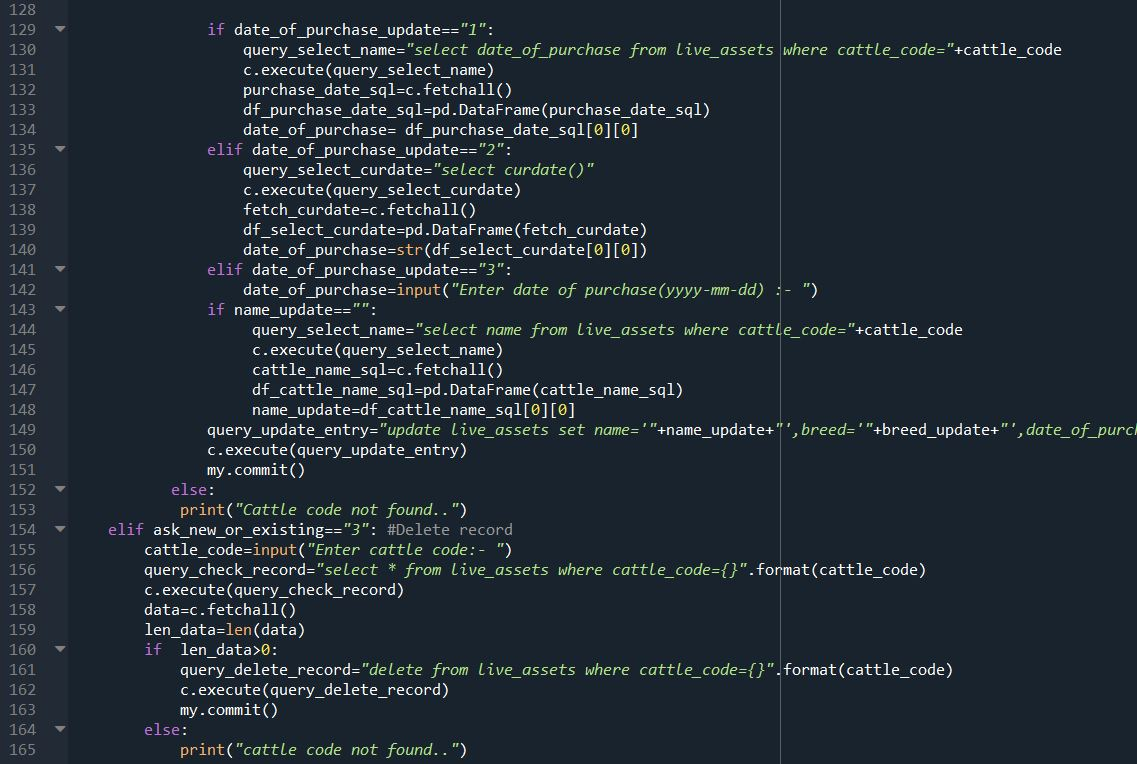 128
129 if date_of_purchase_update=="1":
130 query_select_name="select date_of_purchase from live_assets where cattle_code="+cattle_code
131 c.execute(query_select_name)
132 purchase_date_sql=c.fetchall()
133 df_purchase_date_sql=pd.DataFrame(purchase_date_sql)
134 date_of_purchase= df_purchase_date_sql[0][0]
135 elif date_of_purchase_update=="2":
136 query_select_curdate="select curdate()"
137 c.execute(query_select_curdate)
138 fetch_curdate=c.fetchall()
139 df_select_curdate=pd.DataFrame(fetch_curdate)
140 date_of_purchase=str(df_select_curdate[0][0])
141 elif date_of_purchase_update=="3":
142 date_of_purchase=input("Enter date of purchase(yyyy-mm-dd) :- ")
143 if name_update=="":
144 query_select_name="select name from live_assets where cattle_code="+cattle_code
145 c.execute(query_select_name)
146 cattle_name_sql=c.fetchall()
147 df_cattle_name_sql=pd.DataFrame(cattle_name_sql)
148 name_update=df_cattle_name_sql[0][0]
149 query_update_entry="update live_assets set name='"+name_update+"',breed='"+breed_update+"',date_of_purch
150 c.execute(query_update_entry)
151 my.commit()
152 else:
153 print("Cattle code not found..")
154 elif ask_new_or_existing=="3": #Delete record
155 cattle_code=input("Enter cattle code:- ")
156 query_check_record="select * from live_assets where cattle_code={}".format(cattle_code)
157 c.execute(query_check_record)
158 data=c.fetchall()
159 len_data=len(data)
160 if  len_data>0:
161 query_delete_record="delete from live_assets where cattle_code={}".format(cattle_code)
162 c.execute(query_delete_record)
163 my.commit()
164 else:
165 print("cattle code not found..")